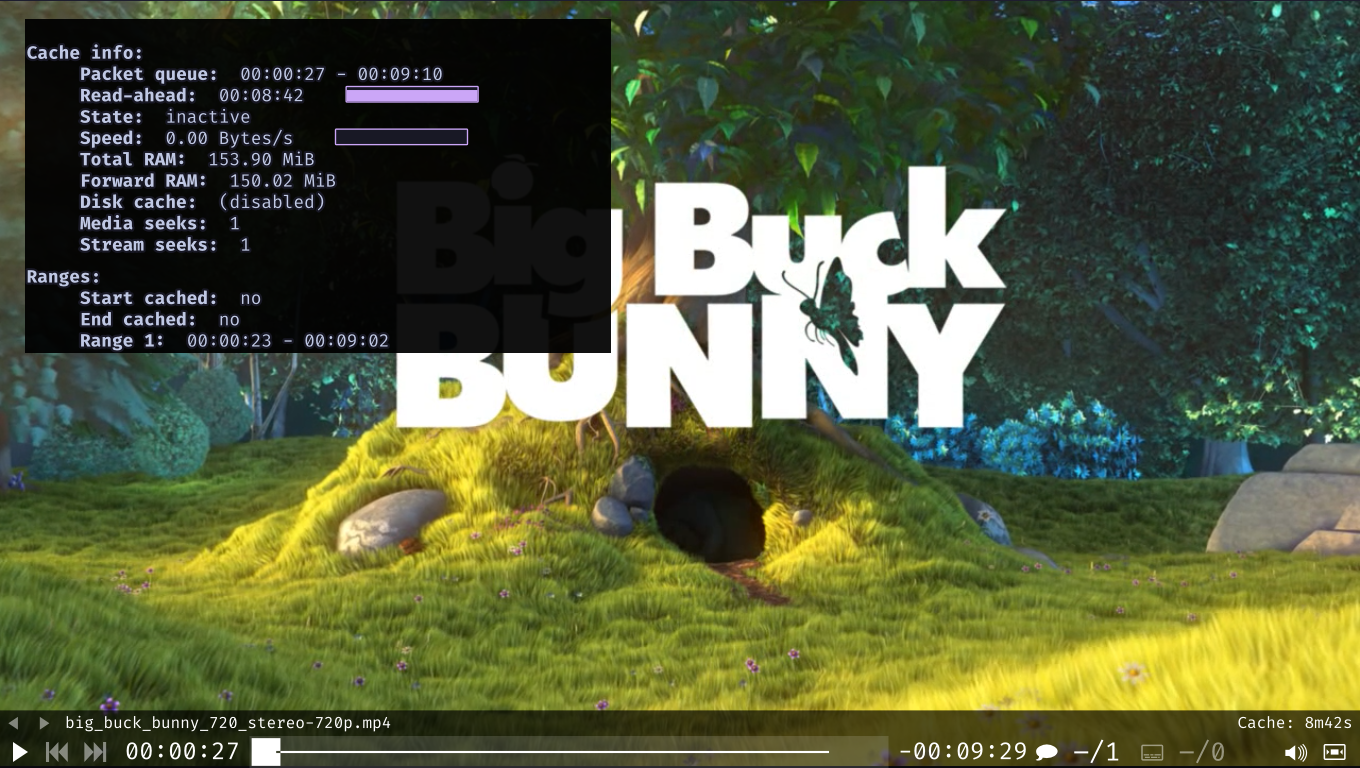 Cache info:
Packet queue: 00:00:27 - 00:09:10
Read-ahead: 00:08:42
State: inactive
Speed: 0.00 Bytes/s
Total RAM: 153.90 MiB
Forward RAM: 150.02 MiB
Disk cache: (disabled)
Media seeks: 1
Stream seeks: 1
Ranges:
Start cached: no
End cached: no
Range 1: 00:00:23 - 00:09:02
Big Buck
BUNNY
big_buck_bunny_720_stereo-720p.mp4
Cache: 8m42s
00:00:27
-00:09:29
-/1
-/0